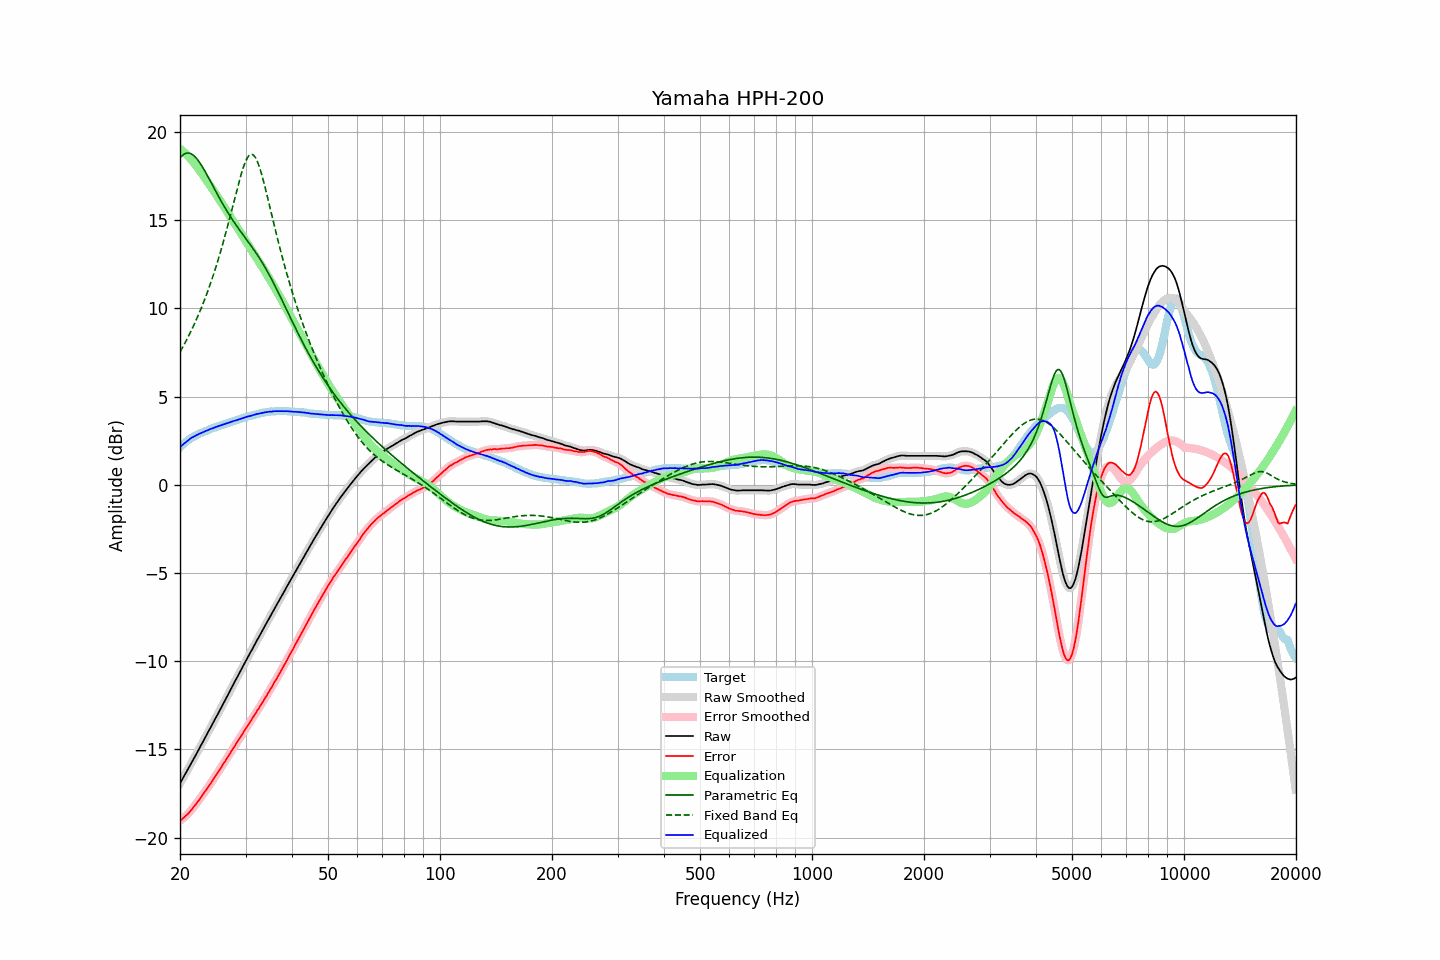 Yamaha HPH-200
20
15
10
5
0
−5
−10
−15
−20
Amplitude (dBr)
Target
Raw Smoothed
Error Smoothed
Raw
Error
Equalization
Parametric Eq
Fixed Band Eq
Equalized
20 50 100 200 500 1000 2000 5000 10000 20000
Frequency (Hz)